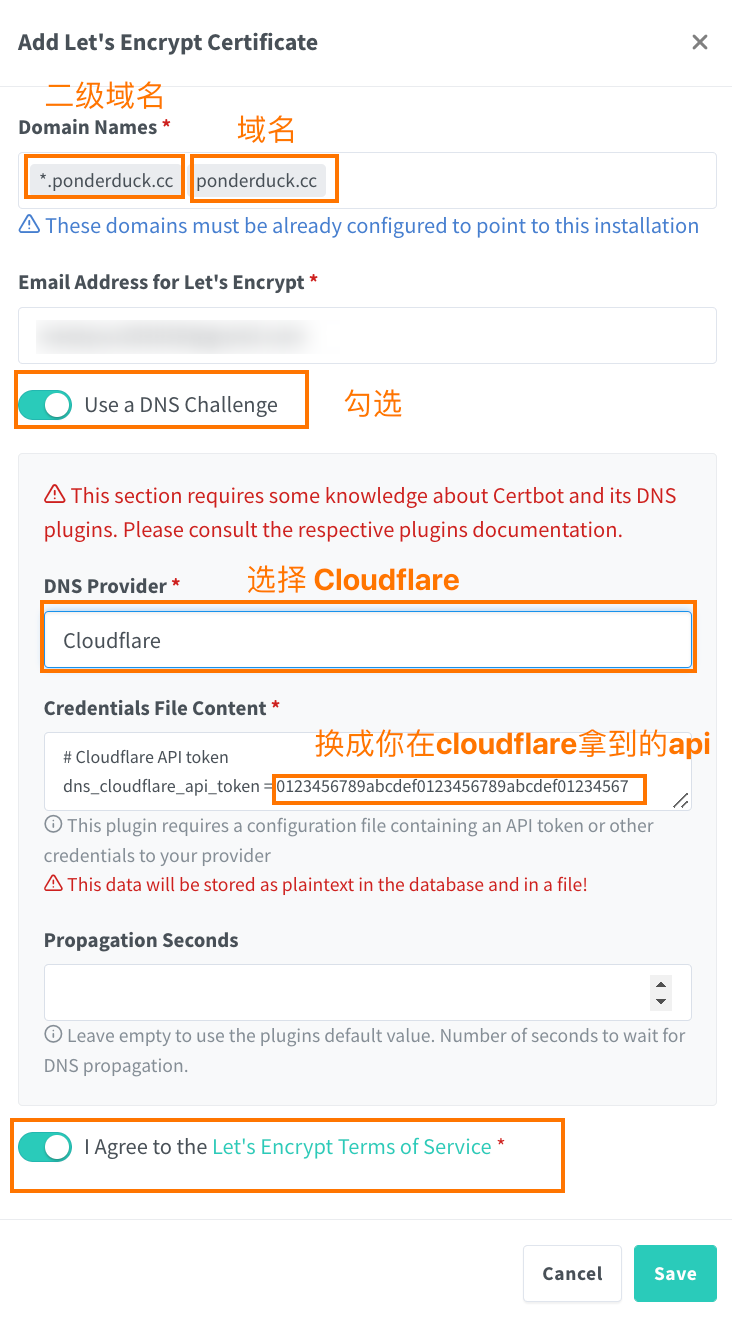 Add Let's Encrypt Certificate
二级域名
Domain Names *
域名
*.ponderduck.cc ponderduck.cc
These domains must be already configured to point to this installation
Email Address for Let's Encrypt *
Use a DNS Challenge
勾选
This section requires some knowledge about Certbot and its DNS
plugins. Please consult the respective plugins documentation.
DNS Provider *
选择 Cloudflare
Cloudflare
Credentials File Content *
换成你在cloudflare拿到的api
# Cloudflare API token
dns_cloudflare_api_token =0123456789abcdef0123456789abcdef01234567
This plugin requires a configuration file containing an API token or other
credentials to your provider
This data will be stored as plaintext in the database and in a file!
Propagation Seconds
Leave empty to use the plugins default value. Number of seconds to wait for
DNS propagation.
I Agree to the Let's Encrypt Terms of Service *
Cancel
Save